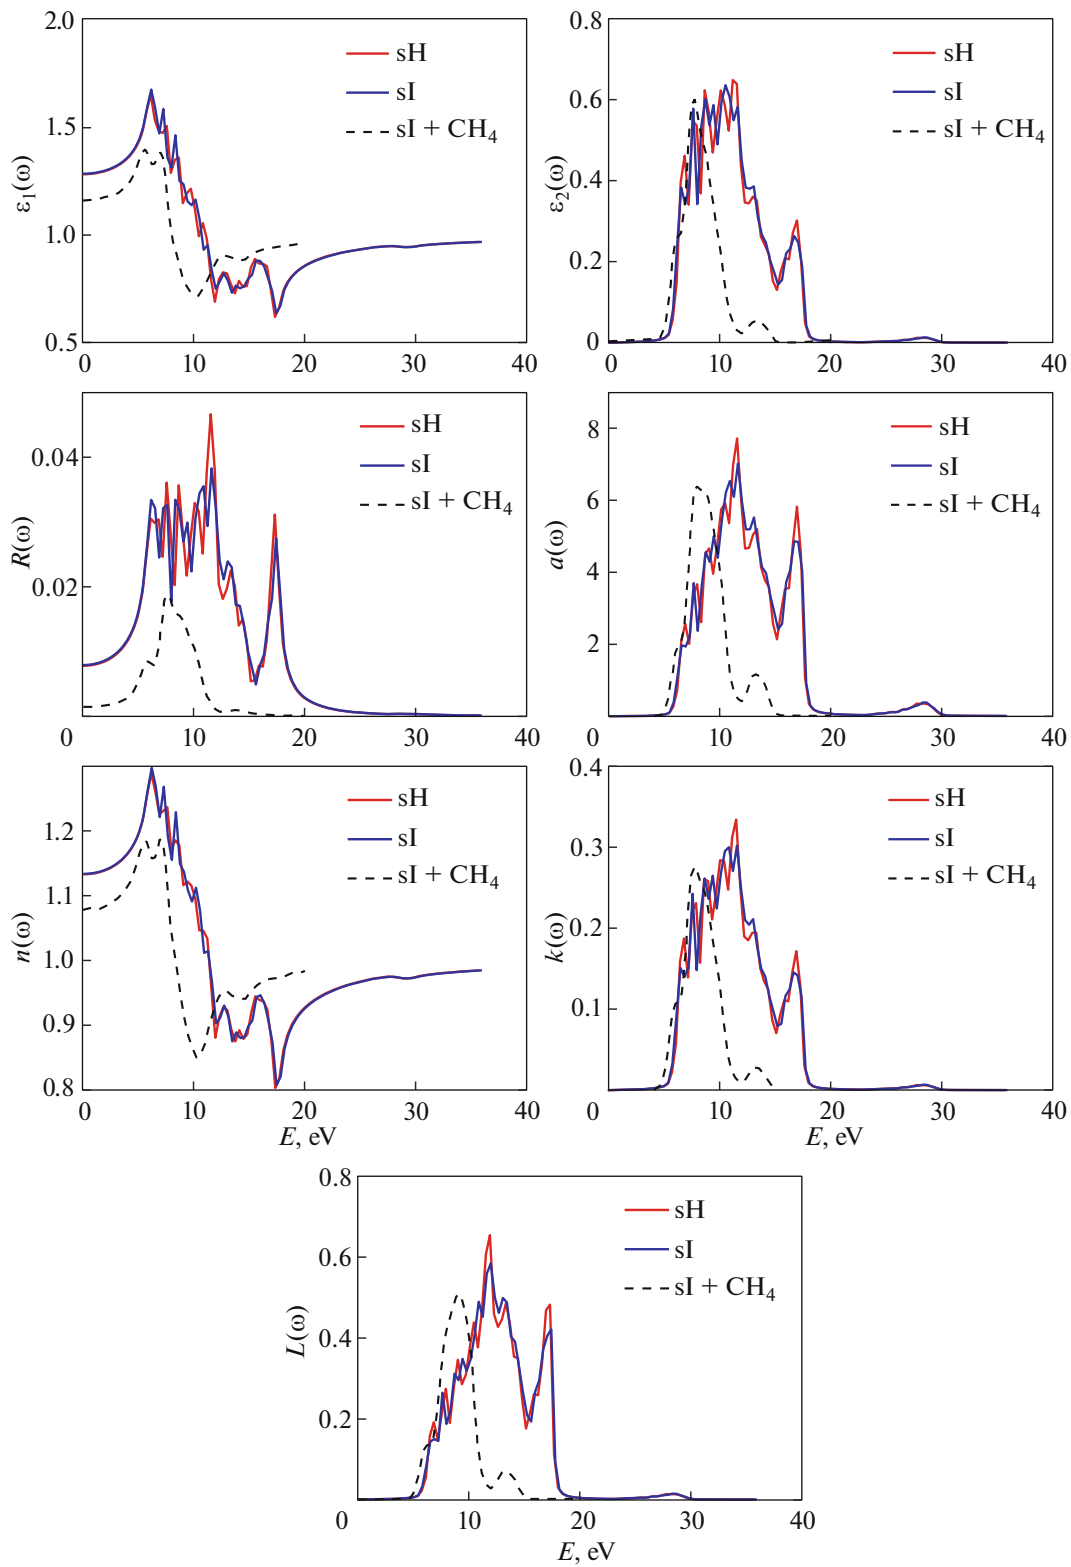 ε₁(ω)
2.0
1.5
1.0
0.5
0
10
20
30
40
sH
sI
sI + CH₄
ε₂(ω)
0.8
0.6
0.4
0.2
0
0
10
20
30
40
sH
sI
sI + CH₄
R(ω)
0.04
0.02
0
10
20
30
40
sH
sI
sI + CH₄
a(ω)
8
6
4
2
0
10
20
30
40
sH
sI
sI + CH₄
n(ω)
1.2
1.1
1.0
0.9
0.8
0
10
20
30
40
E, eV
sH
sI
sI + CH₄
k(ω)
0.4
0.3
0.2
0.1
0
10
20
30
40
E, eV
sH
sI
sI + CH₄
L(ω)
0.8
0.6
0.4
0.2
0
10
20
30
40
E, eV
sH
sI
sI + CH₄